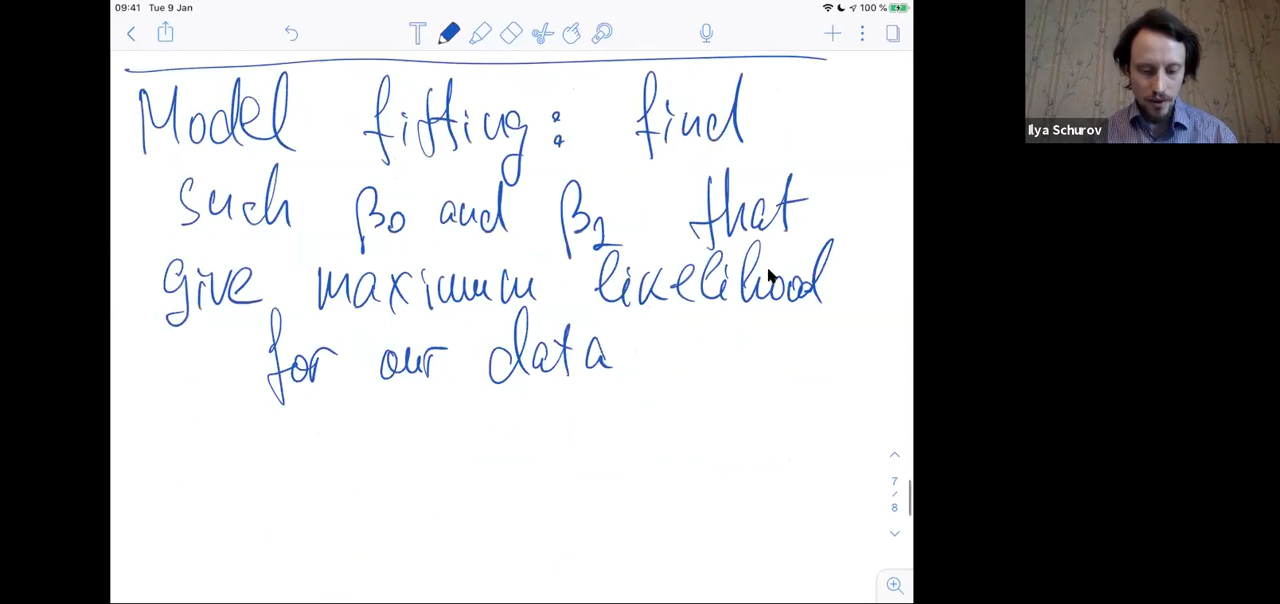 09:41 Tue 9 Jan
100 %
T
Model fitting: find
such β0 and β2 that
give maximum likelihood
for our data
7
/
8
Ilya Schurov